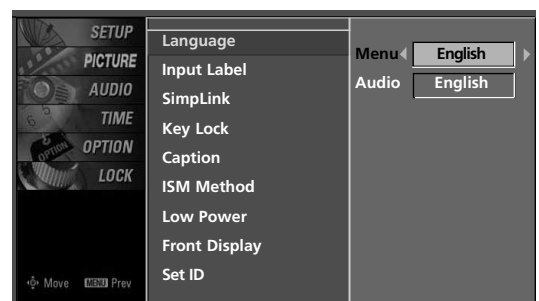 SETUP
PICTURE
AUDIO
TIME
OPTION
LOCK
Move MENU Prev
Language
Input Label
SimpLink
Key Lock
Caption
ISM Method
Low Power
Front Display
Set ID
Menu English
Audio English